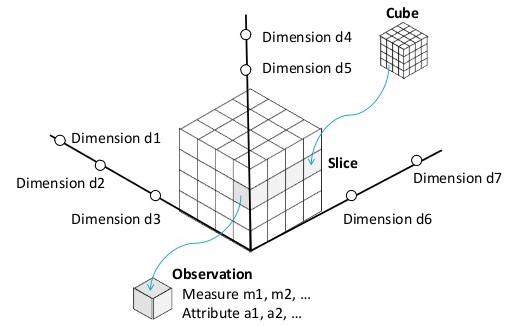 Cube
Dimension d4
Dimension d5
Dimension d1
Slice
Dimension d2
Dimension d7
Dimension d3
Dimension d6
Observation
Measure m1, m2, ...
Attribute a1, a2, ...